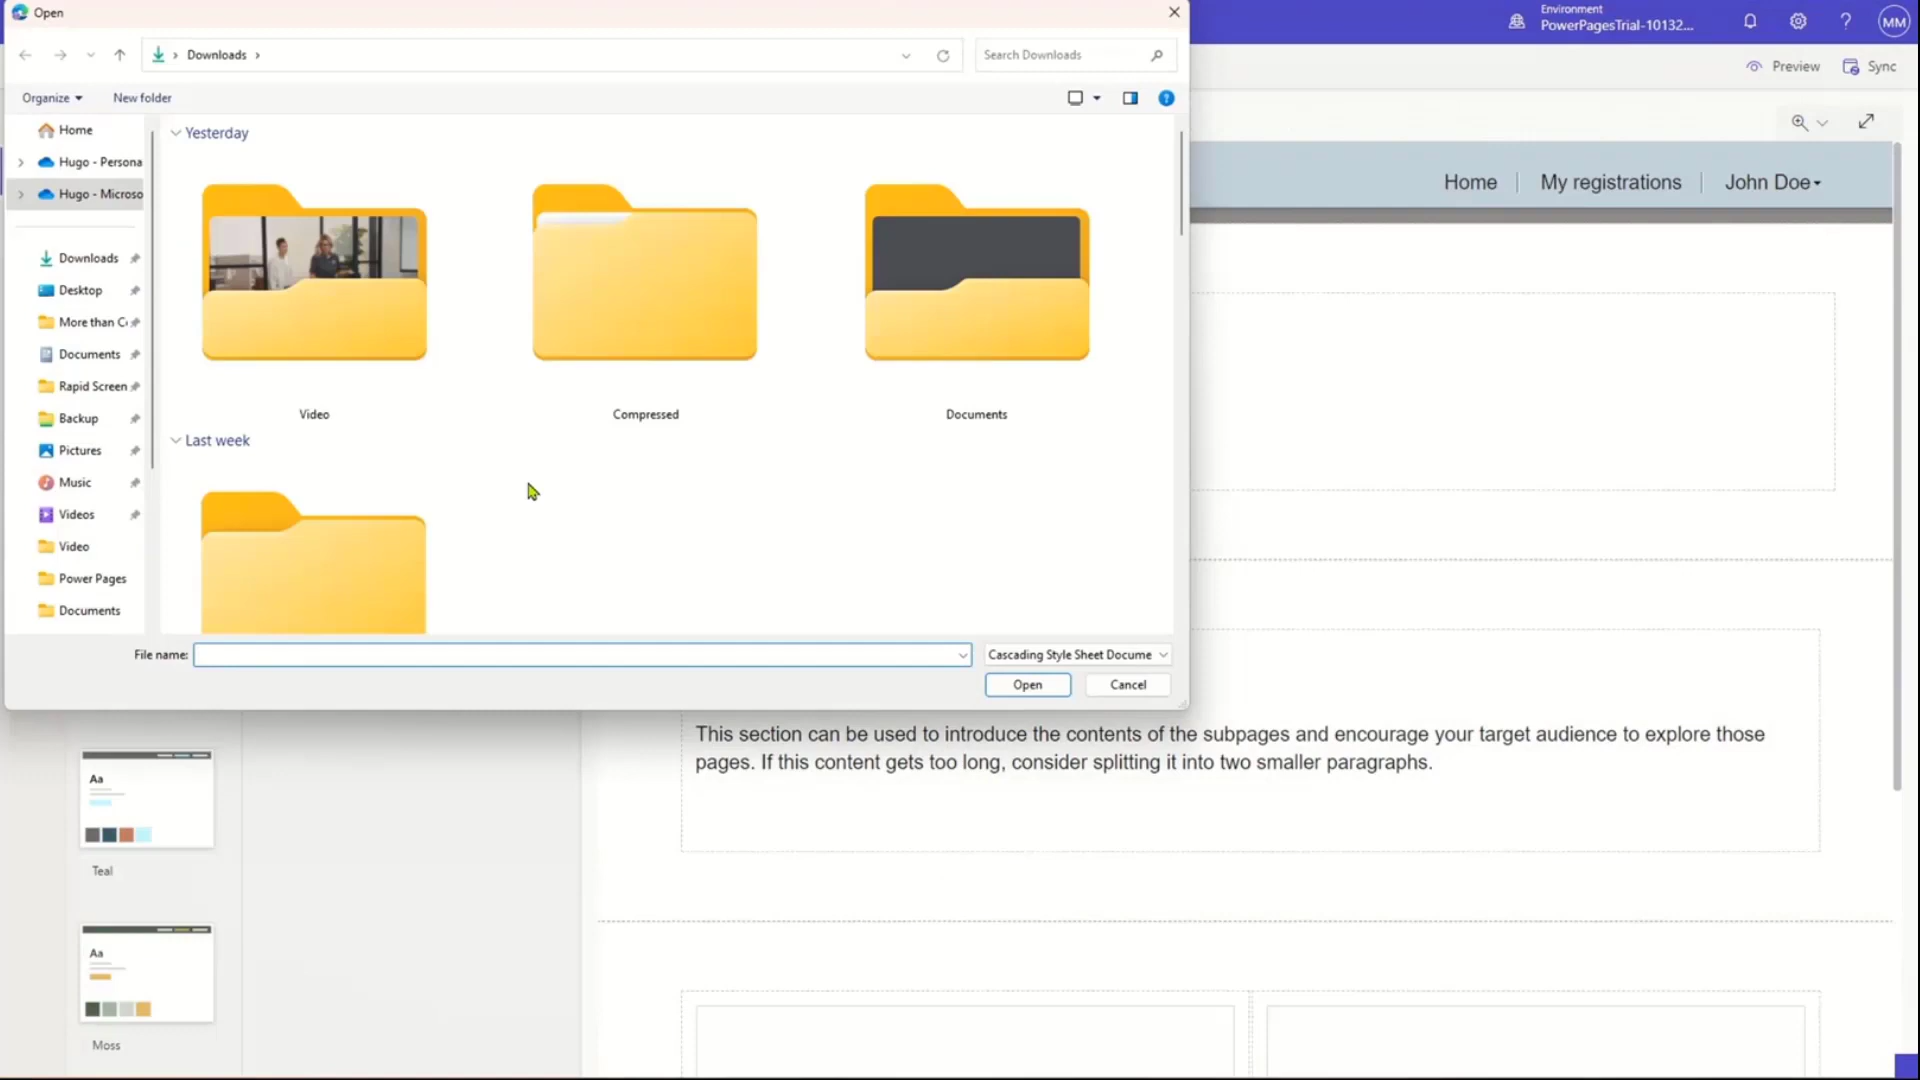 Open
Environment
PowerPagesTrial-10132...
MM
Downloads
Search Downloads
Preview
Sync
Organize
New folder
Home
Yesterday
Hugo - Persona
Hugo - Microso
Home
My registrations
John Doe
Downloads
Desktop
More than C
Documents
Rapid Screen
Backup
Pictures
Music
Videos
Video
Power Pages
Documents
Video
Compressed
Documents
Last week
File name:
Cascading Style Sheet Docume
Open
Cancel
This section can be used to introduce the contents of the subpages and encourage your target audience to explore those
pages. If this content gets too long, consider splitting it into two smaller paragraphs.
Aa
Teal
Aa
Moss